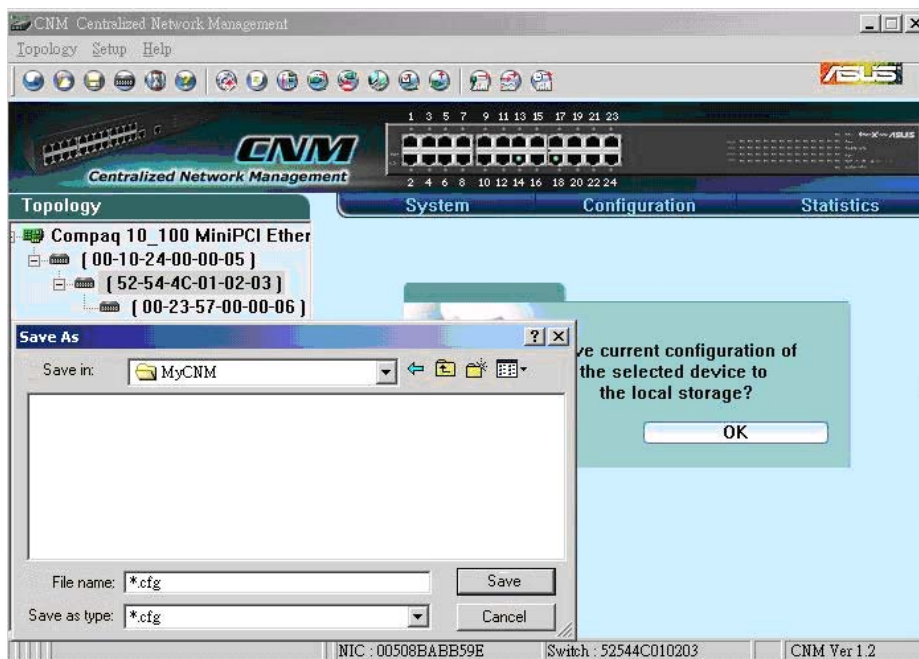 CNM Centralized Network Management
Topology Setup Help
ASUS
1 3 5 7 9 11 13 15 17 19 21 23
CNM
Centralized Network Management
2 4 6 8 10 12 14 16 18 20 22 24
Topology
System Configuration Statistics
Compaq 10_100 MiniPCI Ether
( 00-10-24-00-00-05 )
( 52-54-4C-01-02-03 )
( 00-23-57-00-00-06 )
Save As
Save in: MyCNM
ve current configuration of
the selected device to
the local storage?
OK
File name: *.cfg
Save
Save as type: *.cfg
Cancel
NIC : 00508BABB59E
Switch : 52544C010203
CNM Ver 1.2